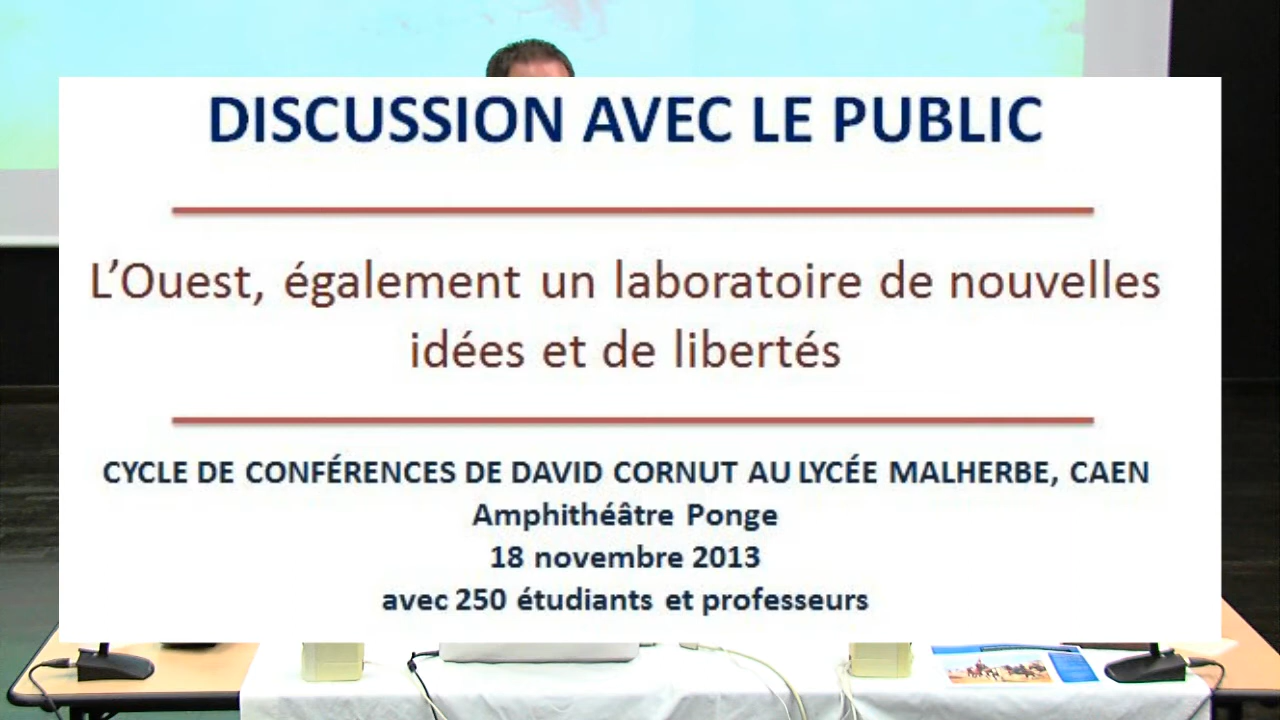 DISCUSSION AVEC LE PUBLIC
L’Ouest, également un laboratoire de nouvelles
idées et de libertés
CYCLE DE CONFÉRENCES DE DAVID CORNUT AU LYCÉE MALHERBE, CAEN
Amphithéâtre Ponge
18 novembre 2013
avec 250 étudiants et professeurs